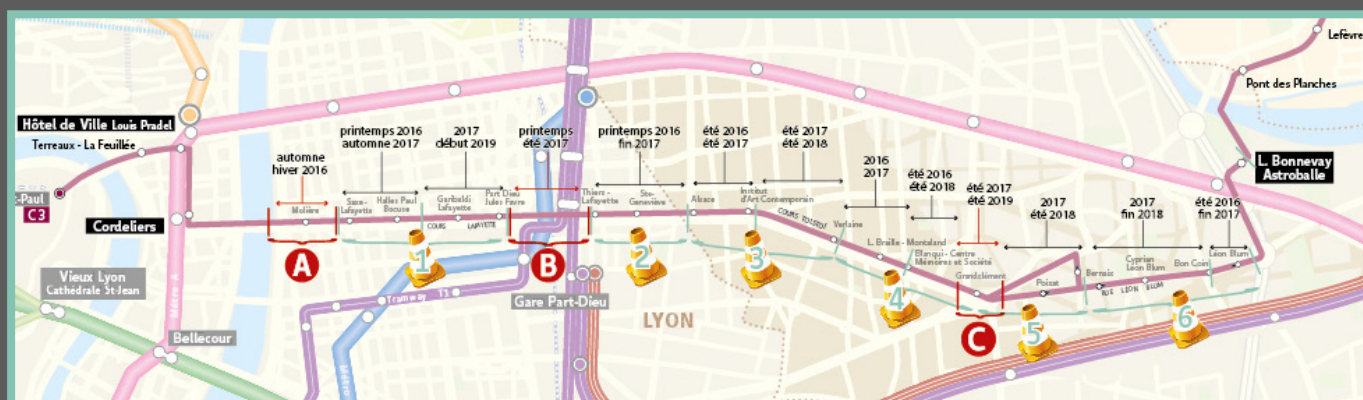 Hôtel de Ville Louis Pradel
Terreaux - La Feuillée
-Paul
C3
Cordeliers
Vieux Lyon
Cathédrale St-Jean
Bellecour
Métro A
automne
hiver 2016
Molière
A
printemps 2016
automne 2017
Saxe -
Lafayette
Halles Paul
Bocuse
1
2017
début 2019
Garibaldi
Lafayette
Part Dieu
Jules Favre
COURS LAFAYETTE
printemps
été 2017
B
Tramway T3
Gare Part-Dieu
Métro
printemps 2016
fin 2017
Thiers -
Lafayette
Ste-
Geneviève
2
LYON
été 2016
été 2017
Alsace
été 2017
été 2018
Institut
d'Art Contemporain
3
COURS TOLSTOÏ
2016
2017
Verlaine
L. Braille - Montaland
4
été 2016
été 2018
Blanqui - Centre
Mémoires et Société
été 2017
été 2019
Grandclément
C
2017
été 2018
Poizat
5
2017
fin 2018
Bernaix
Cyprian
Léon Blum
Bon Coin
RUE LÉON BLUM
6
été 2016
fin 2017
Léon Blum
L. Bonnevay
Astroballe
Pont des Planches
Lefèvre